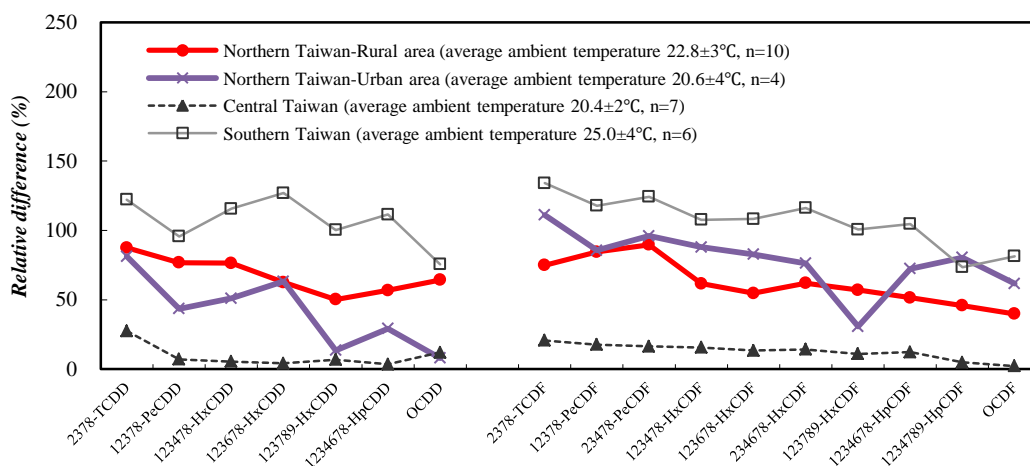 250
200
150
100
50
0
Relative difference (%)
Northern Taiwan-Rural area (average ambient temperature 22.8±3℃, n=10)
Northern Taiwan-Urban area (average ambient temperature 20.6±4℃, n=4)
Central Taiwan (average ambient temperature 20.4±2℃, n=7)
Southern Taiwan (average ambient temperature 25.0±4℃, n=6)
2378-TCDD
12378-PeCDD
123478-HxCDD
123678-HxCDD
123789-HxCDD
1234678-HpCDD
OCDD
2378-TCDF
12378-PeCDF
23478-PeCDF
123478-HxCDF
123678-HxCDF
234678-HxCDF
123789-HxCDF
1234678-HpCDF
1234789-HpCDF
OCDF